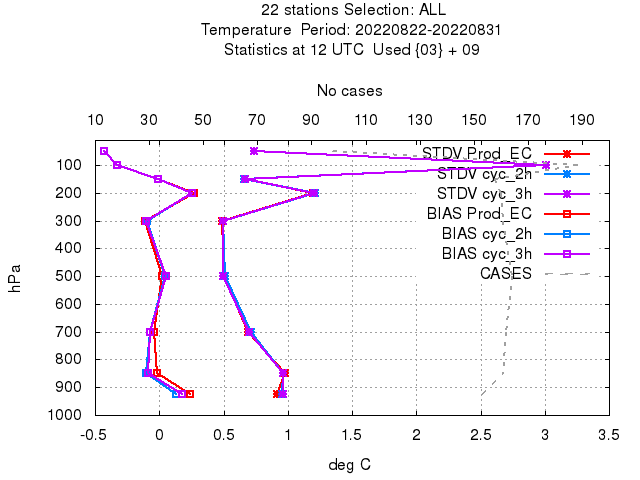 22 stations Selection: ALL
Temperature  Period: 20220822-20220831
Statistics at 12 UTC  Used {03} + 09
No cases
10 30 50 70 90 110 130 150 170 190
STDV Prod_EC
STDV cyc_2h
STDV cyc_3h
BIAS Prod_EC
BIAS cyc_2h
BIAS cyc_3h
CASES
hPa
100
200
300
400
500
600
700
800
900
1000
-0.5 0 0.5 1 1.5 2 2.5 3 3.5
deg C